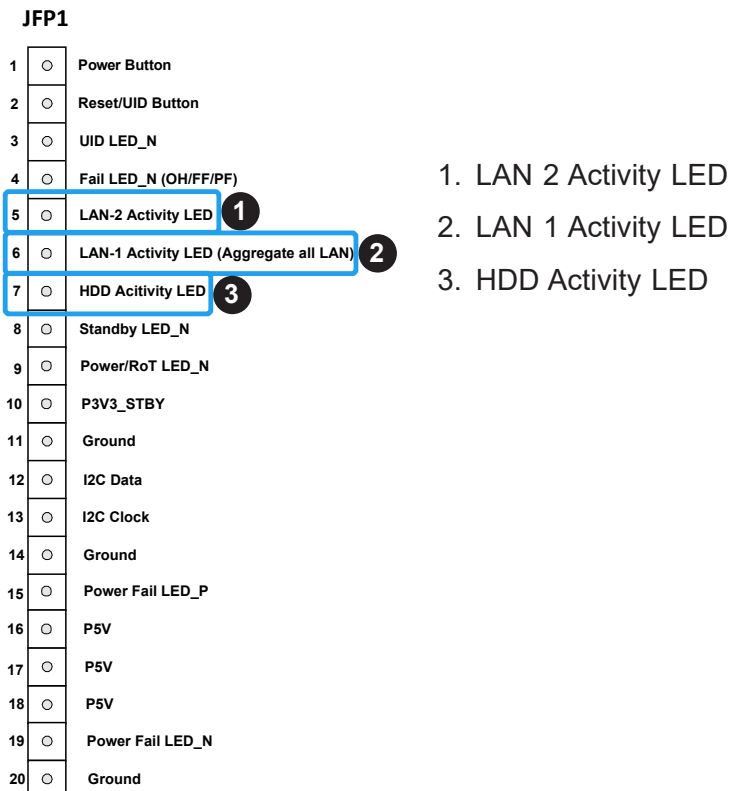 JFP1
1 Power Button
2 Reset/UID Button
3 UID LED_N
4 Fail LED_N (OH/FF/PF)
5 LAN-2 Activity LED 1
6 LAN-1 Activity LED (Aggregate all LAN) 2
7 HDD Acitivity LED 3
8 Standby LED_N
9 Power/RoT LED_N
10 P3V3_STBY
11 Ground
12 I2C Data
13 I2C Clock
14 Ground
15 Power Fail LED_P
16 P5V
17 P5V
18 P5V
19 Power Fail LED_N
20 Ground
1. LAN 2 Activity LED
2. LAN 1 Activity LED
3. HDD Activity LED